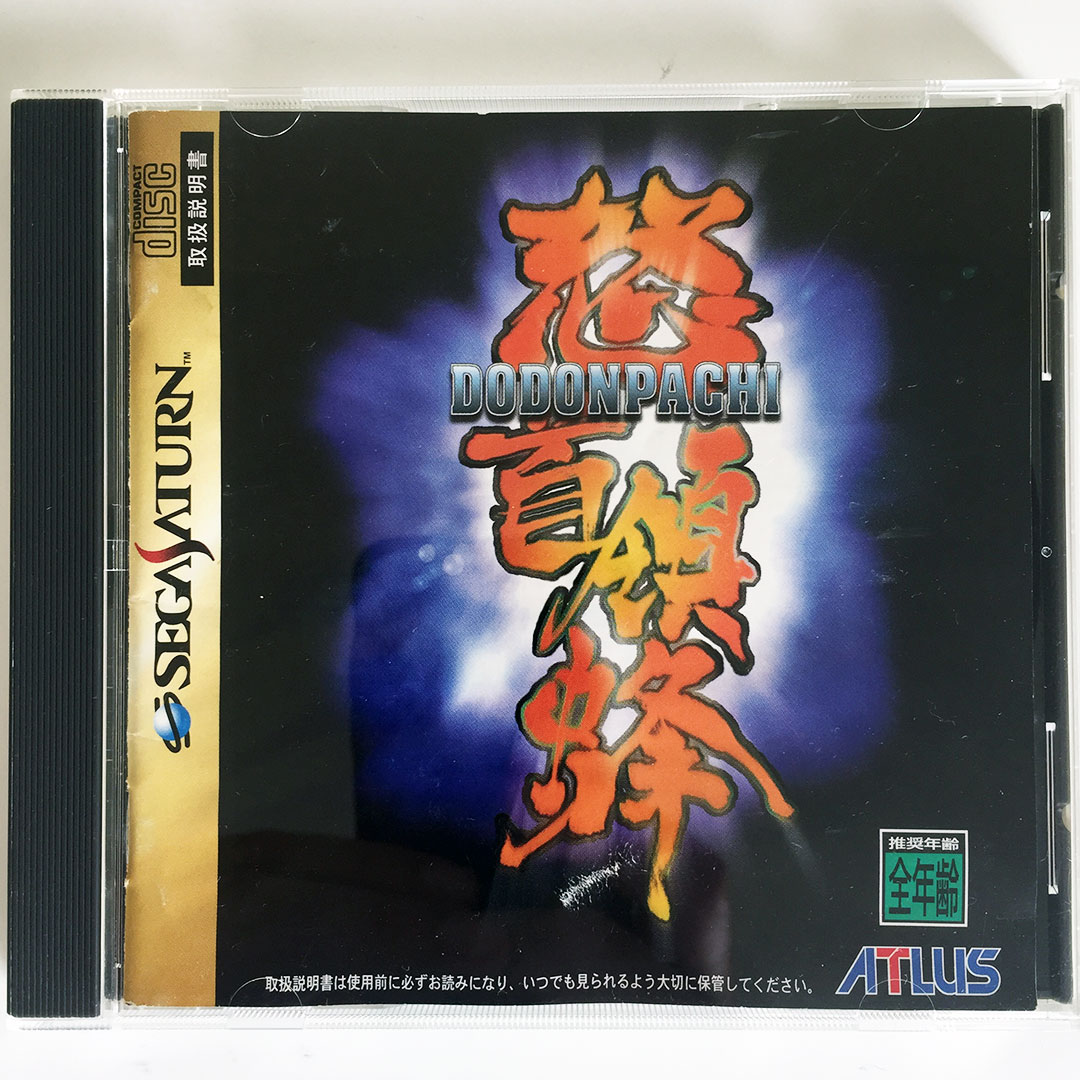 COMPACT
disc
取扱説明書
SEGA SATURN™
怒
DODONPACHI
首領
蜂
推奨年齢
全年齢
ATLUS
取扱説明書は使用前に必ずお読みになり、いつでも見られるよう大切に保管してください。